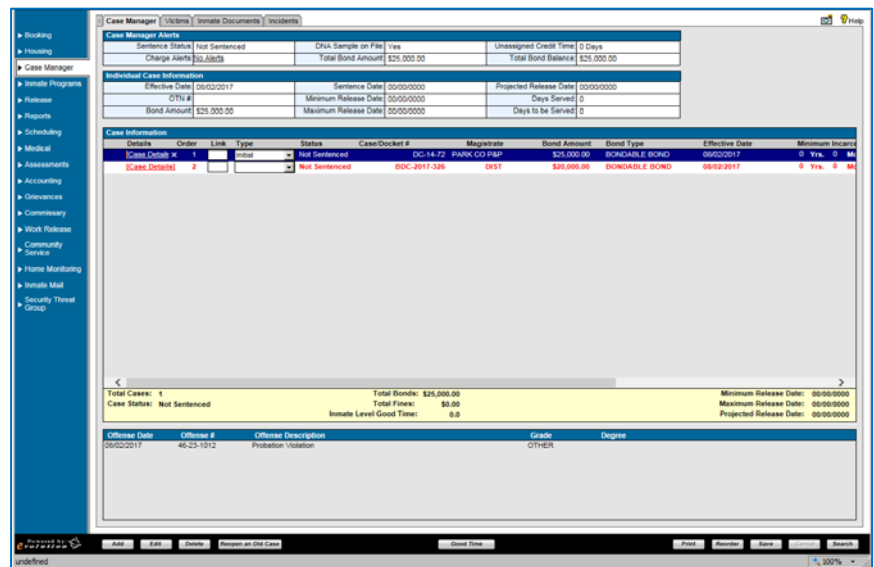 Case Manager Victims Inmate Documents Incidents Help
Booking
Housing
Case Manager
Inmate Programs
Release
Reports
Scheduling
Medical
Assessments
Accounting
Grievances
Commissary
Work Release
Community Service
Home Monitoring
Inmate Mail
Security Threat Group
Case Manager Alerts
Sentence Status: Not Sentenced DNA Sample on File: Yes Unassigned Credit Time: 0 Days
Charge Alerts: No Alerts Total Bond Amount: $25,000.00 Total Bond Balance: $25,000.00
Individual Case Information
Effective Date: 08/02/2017 Sentence Date: 00/00/0000 Projected Release Date: 00/00/0000
OTN #: Minimum Release Date: 00/00/0000 Days Served: 0
Bond Amount: $25,000.00 Maximum Release Date: 00/00/0000 Days to be Served: 0
Case Information
Details Order Link Type Status Case/Docket # Magistrate Bond Amount Bond Type Effective Date Minimum Incarce
[Case Details 1 Initial Not Sentenced DC-14-72 PARK CO P&P $25,000.00 BONDABLE BOND 08/02/2017 0 Yrs. 0 Mo
[Case Details] 2 Not Sentenced BDC-2017-326 DIST $20,000.00 BONDABLE BOND 08/02/2017 0 Yrs. 0 Mo
Total Cases: 1 Total Bonds: $25,000.00 Minimum Release Date: 00/00/0000
Case Status: Not Sentenced Total Fines: $0.00 Maximum Release Date: 00/00/0000
Inmate Level Good Time: 0.0 Projected Release Date: 00/00/0000
Offense Date Offense # Offense Description Grade Degree
08/02/2017 46-23-1012 Probation Violation OTHER
Powered by:
evolution
Add Edit Delete Reopen an Old Case Good Time Print Reorder Save Cancel Search
undefined 100%